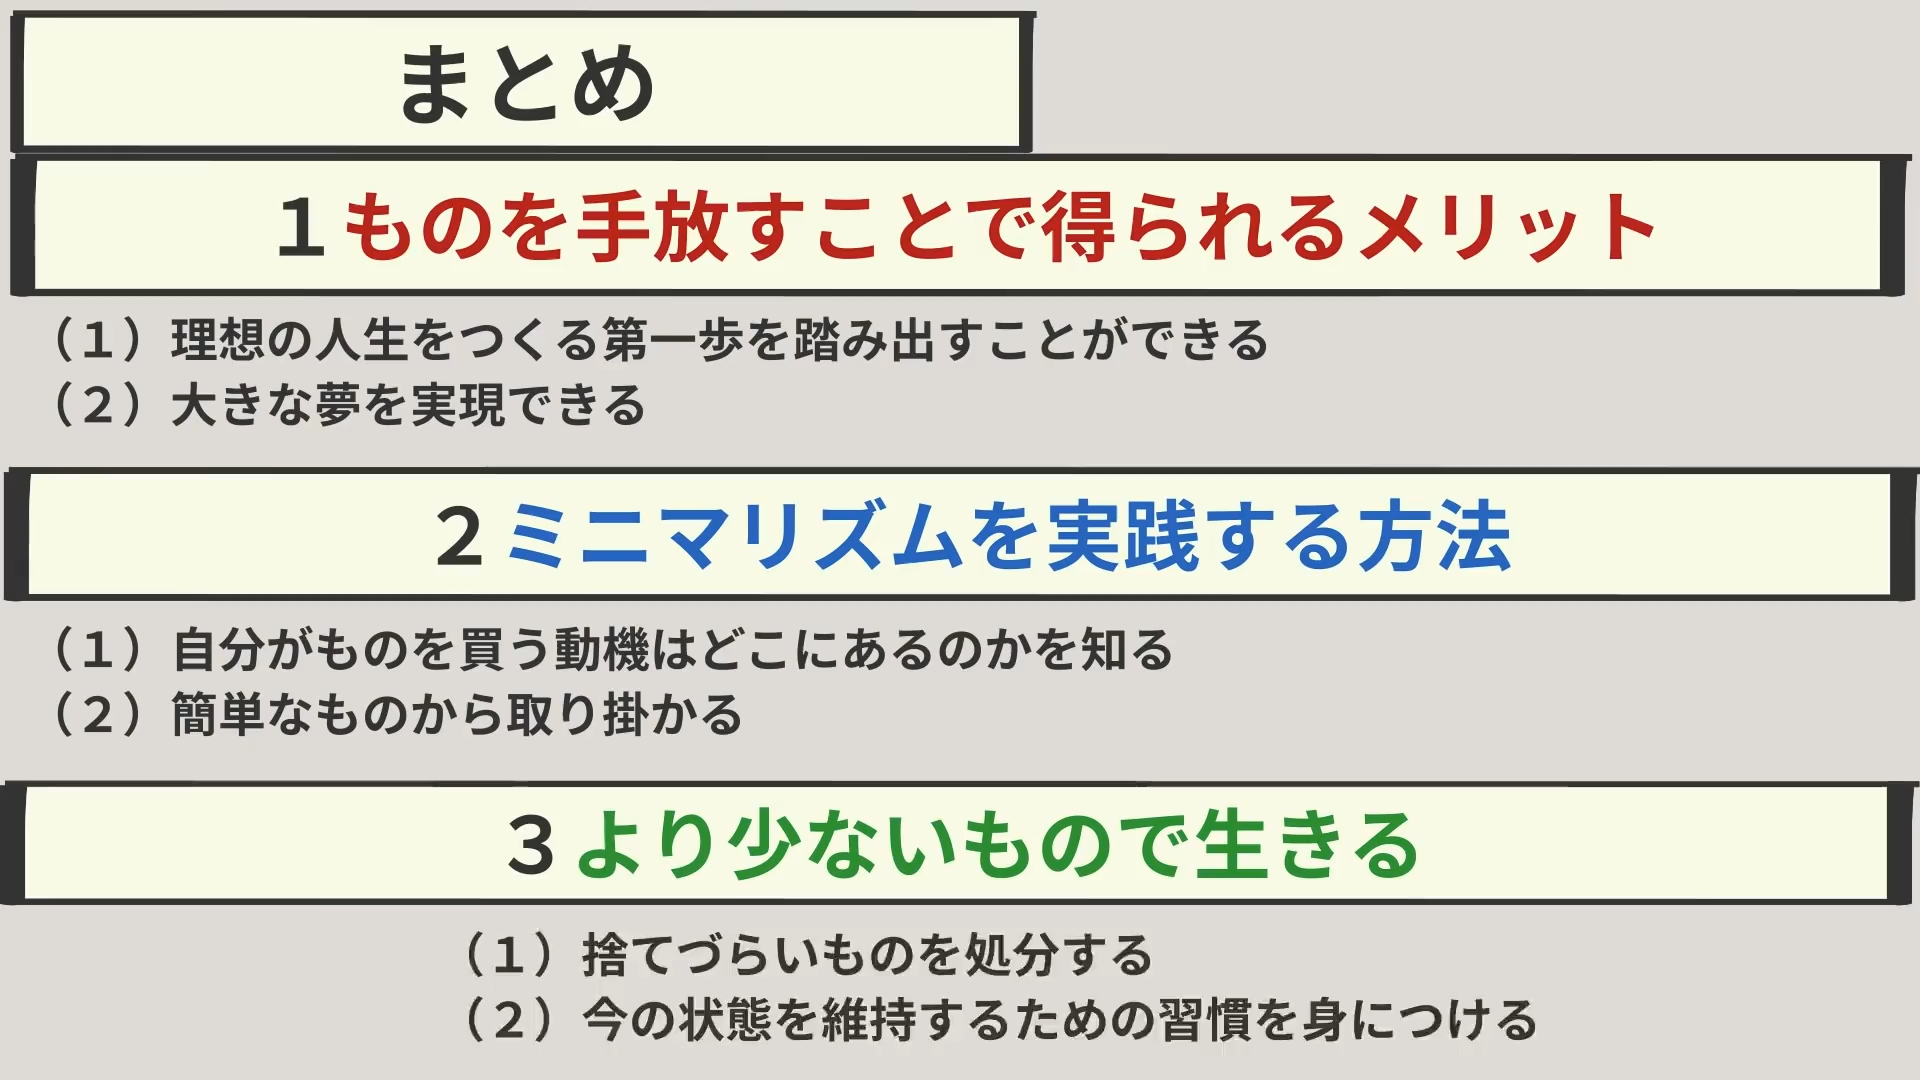 まとめ
１ものを手放すことで得られるメリット
（１）理想の人生をつくる第一歩を踏み出すことができる
（２）大きな夢を実現できる
２ミニマリズムを実践する方法
（１）自分がものを買う動機はどこにあるのかを知る
（２）簡単なものから取り掛かる
３より少ないもので生きる
（１）捨てづらいものを処分する
（２）今の状態を維持するための習慣を身につける